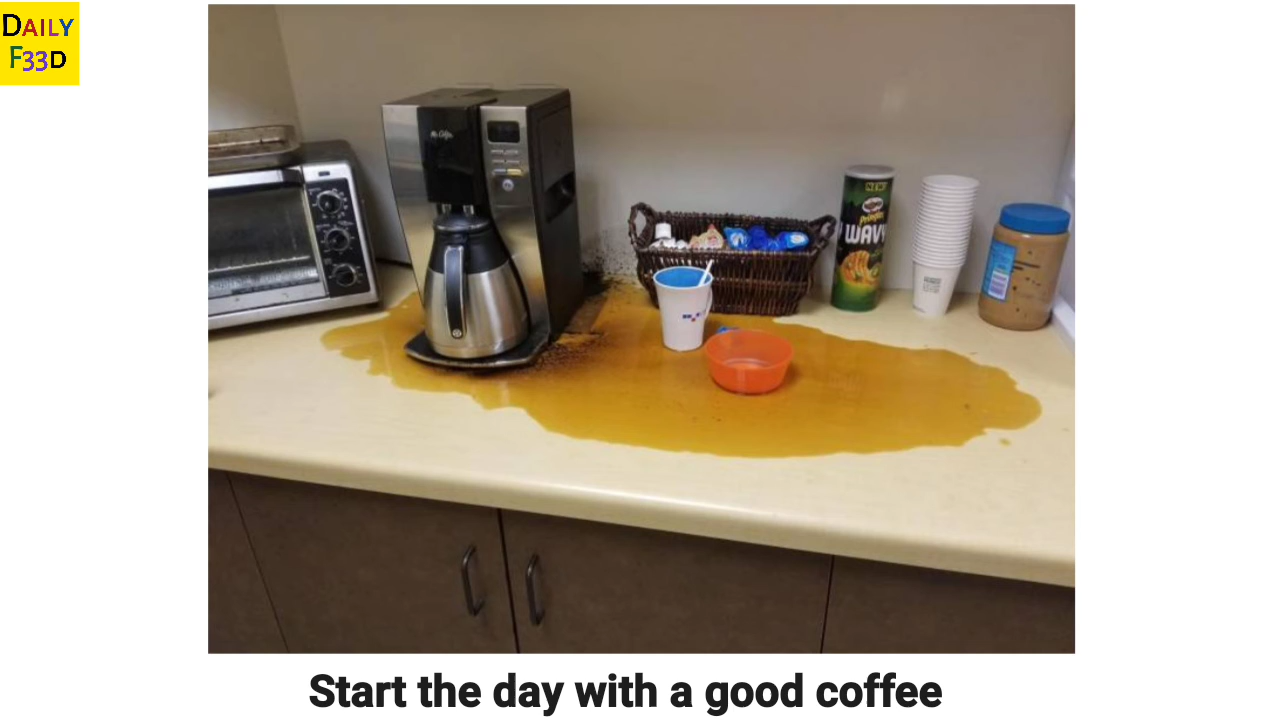 DAILY
F33D
Mr. Coffee
NEW!
Pringles
WAVY
Start the day with a good coffee